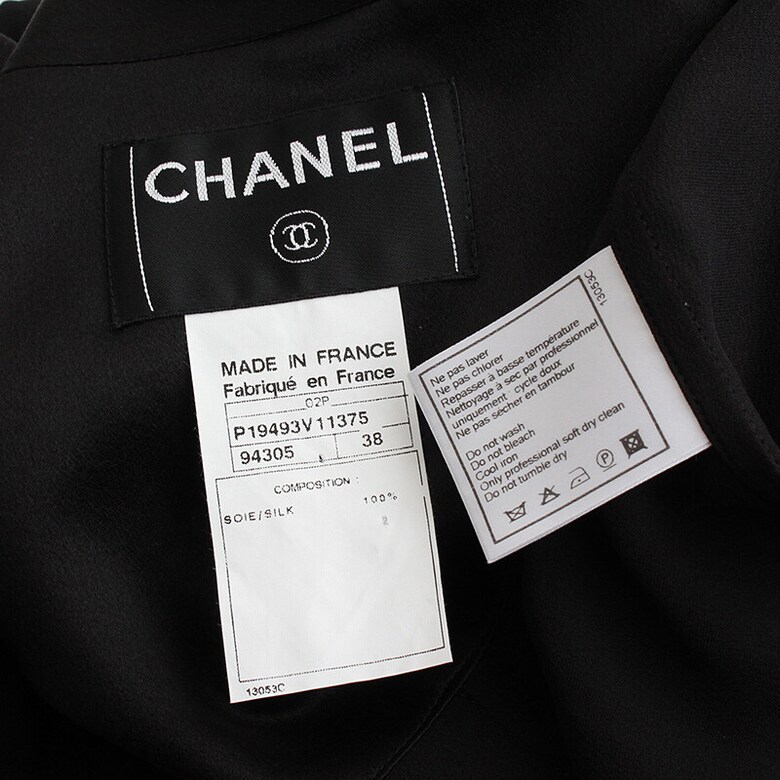 CHANEL
MADE IN FRANCE
Fabriqué en France
02P
P19493V11375
94305 38
COMPOSITION :
SOIE/SILK 100%
13053C
13053C
Ne pas laver
Ne pas chlorer
Repasser à basse température
Nettoyage à sec par professionnel
uniquement cycle doux
Ne pas sécher en tambour
Do not wash
Do not bleach
Cool iron
Only professional soft dry clean
Do not tumble dry
P